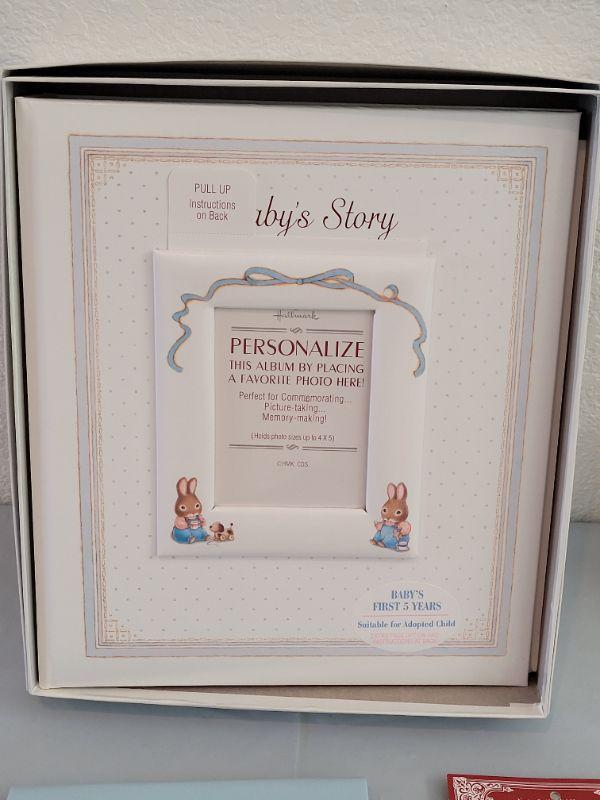 PULL UP
Instructions
on Back
aby's Story
Hallmark
PERSONALIZE
THIS ALBUM BY PLACING
A FAVORITE PHOTO HERE!
Perfect for Commemorating...
Picture-taking...
Memory-making!
(Holds photo sizes up to 4 X 5)
©HMK. CDS.
BABY'S
FIRST 5 YEARS
Suitable for Adopted Child